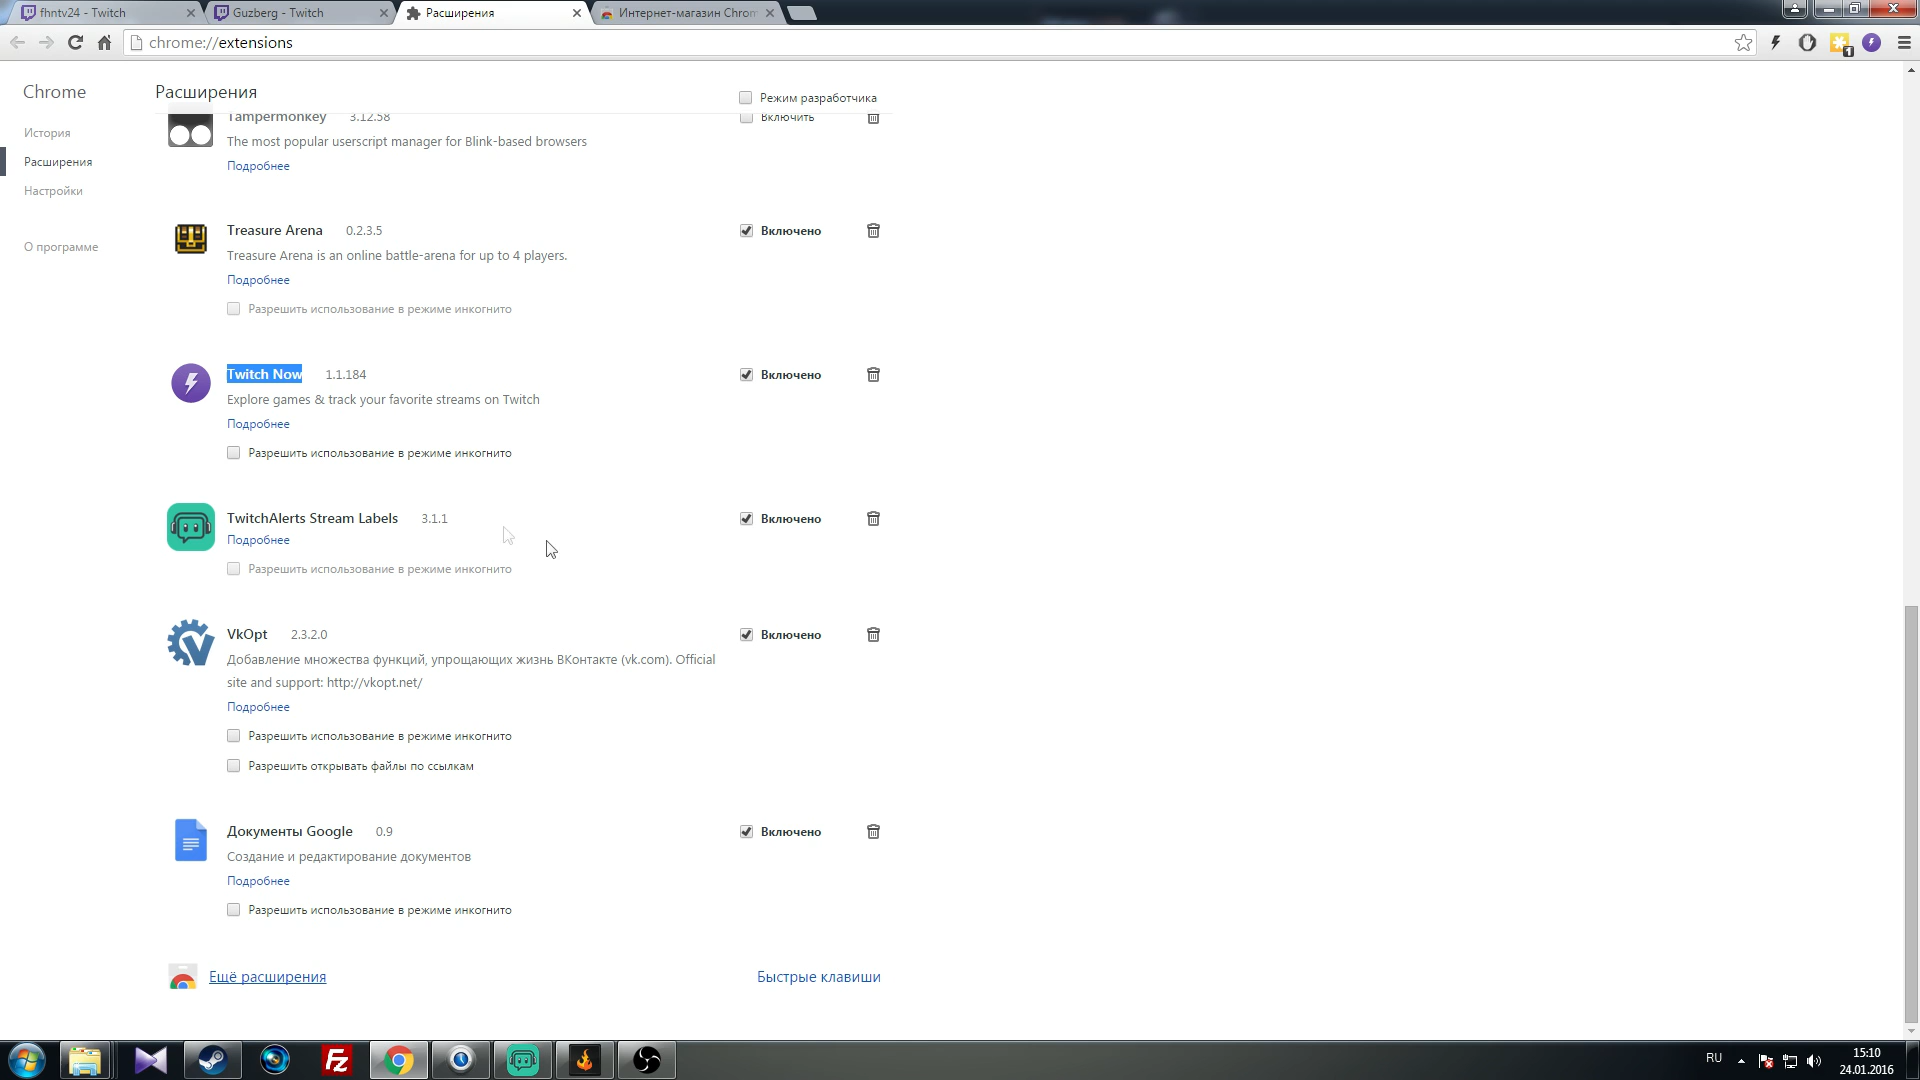 fhntv24 - Twitch
Guzberg - Twitch
Расширения
Интернет-магазин Chrom
chrome://extensions
1
Chrome
Расширения
Режим разработчика
История
Расширения
Настройки
О программе
Tampermonkey 3.12.58
Включить
The most popular userscript manager for Blink-based browsers
Подробнее
Treasure Arena 0.2.3.5
Включено
Treasure Arena is an online battle-arena for up to 4 players.
Подробнее
Разрешить использование в режиме инкогнито
Twitch Now 1.1.184
Включено
Explore games & track your favorite streams on Twitch
Подробнее
Разрешить использование в режиме инкогнито
TwitchAlerts Stream Labels 3.1.1
Включено
Подробнее
Разрешить использование в режиме инкогнито
VkOpt 2.3.2.0
Включено
Добавление множества функций, упрощающих жизнь ВКонтакте (vk.com). Official
site and support: http://vkopt.net/
Подробнее
Разрешить использование в режиме инкогнито
Разрешить открывать файлы по ссылкам
Документы Google 0.9
Включено
Создание и редактирование документов
Подробнее
Разрешить использование в режиме инкогнито
Ещё расширения
Быстрые клавиши
Fz
RU
15:10
24.01.2016